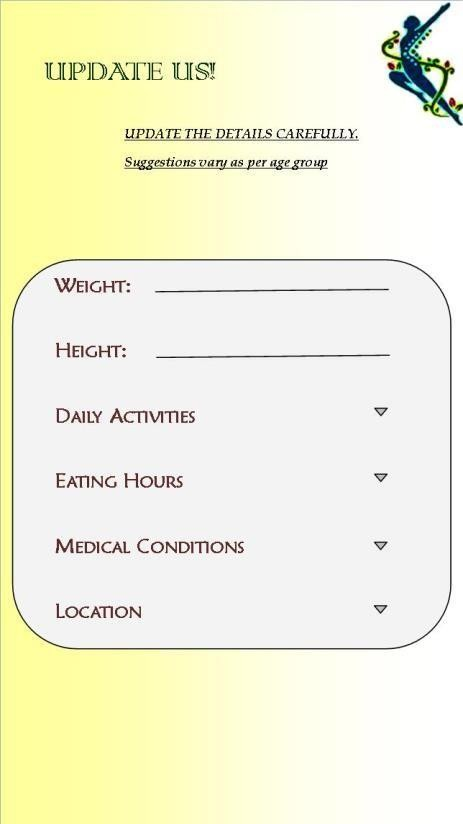 UPDATE US!
UPDATE THE DETAILS CAREFULLY.
Suggestions vary as per age group
WEIGHT:
HEIGHT:
DAILY ACTIVITIES
EATING HOURS
MEDICAL CONDITIONS
LOCATION